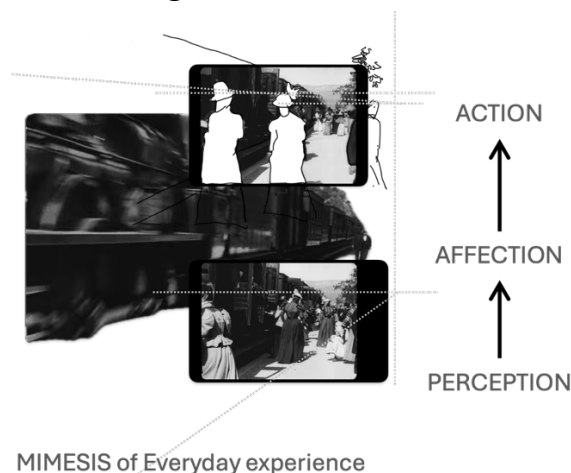 ACTION
AFFECTION
PERCEPTION
MIMESIS of Everyday experience